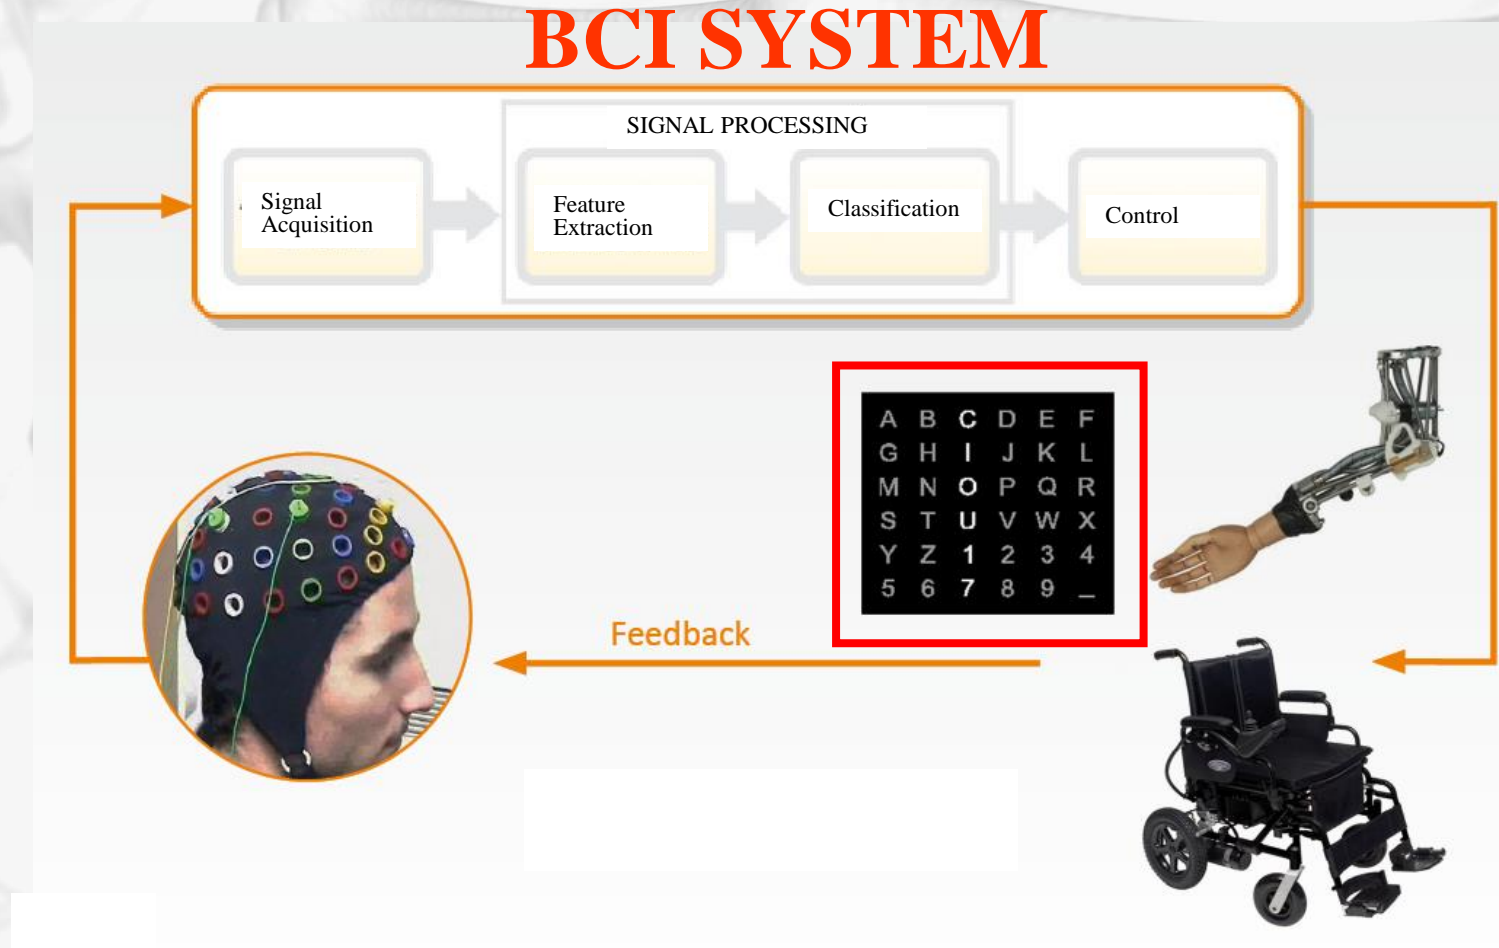 BCI SYSTEM
SIGNAL PROCESSING
Signal
Acquisition
Feature
Extraction
Classification
Control
A B C D E F
G H I J K L
M N O P Q R
S T U V W X
Y Z 1 2 3 4
5 6 7 8 9 _
Feedback